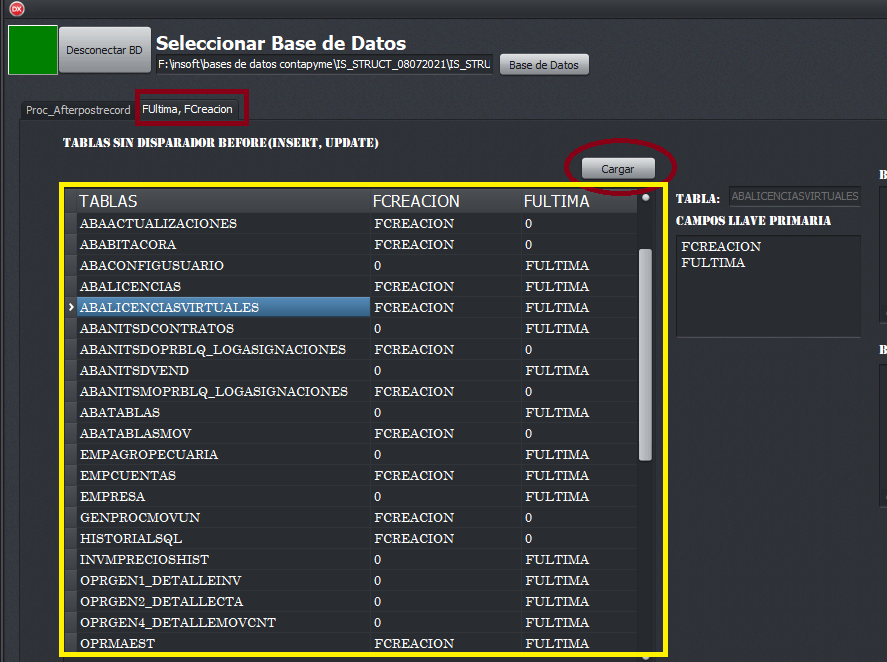 DX
Desconectar BD
Seleccionar Base de Datos
F:\insoft\bases de datos contapyme\IS_STRUCT_08072021\IS_STRU
Base de Datos
Proc_Afterpostrecord
FUltima, FCreacion
TABLAS SIN DISPARADOR BEFORE(INSERT, UPDATE)
Cargar
TABLAS FCREACION FULTIMA
ABAACTUALIZACIONES FCREACION 0
ABABITACORA FCREACION 0
ABACONFIGUSUARIO 0 FULTIMA
ABALICENCIAS FCREACION FULTIMA
ABALICENCIASVIRTUALES FCREACION FULTIMA
ABANITSDCONTRATOS 0 FULTIMA
ABANITSDOPRBLQ_LOGASIGNACIONES FCREACION 0
ABANITSDVEND 0 FULTIMA
ABANITSMOPRBLQ_LOGASIGNACIONES FCREACION 0
ABATABLAS 0 FULTIMA
ABATABLASMOV FCREACION 0
EMPAGROPECUARIA 0 FULTIMA
EMPCUENTAS FCREACION FULTIMA
EMPRESA 0 FULTIMA
GENPROCMOVUN FCREACION 0
HISTORIALSQL FCREACION 0
INVMPRECIOSHIST 0 FULTIMA
OPRGEN1_DETALLEINV 0 FULTIMA
OPRGEN2_DETALLECTA 0 FULTIMA
OPRGEN4_DETALLEMOVCNT 0 FULTIMA
OPRMAEST FCREACION FULTIMA
TABLA: ABALICENCIASVIRTUALES
CAMPOS LLAVE PRIMARIA
FCREACION
FULTIMA